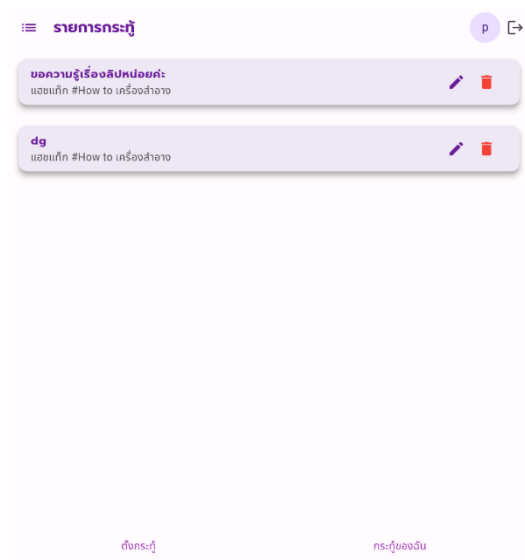 รายการกระทู้
p
ขอความรู้เรื่องลิปหน่อยค่ะ
แฮชแท็ก #How to เครื่องสำอาง
dg
แฮชแท็ก #How to เครื่องสำอาง
ตั้งกระทู้
กระทู้ของฉัน